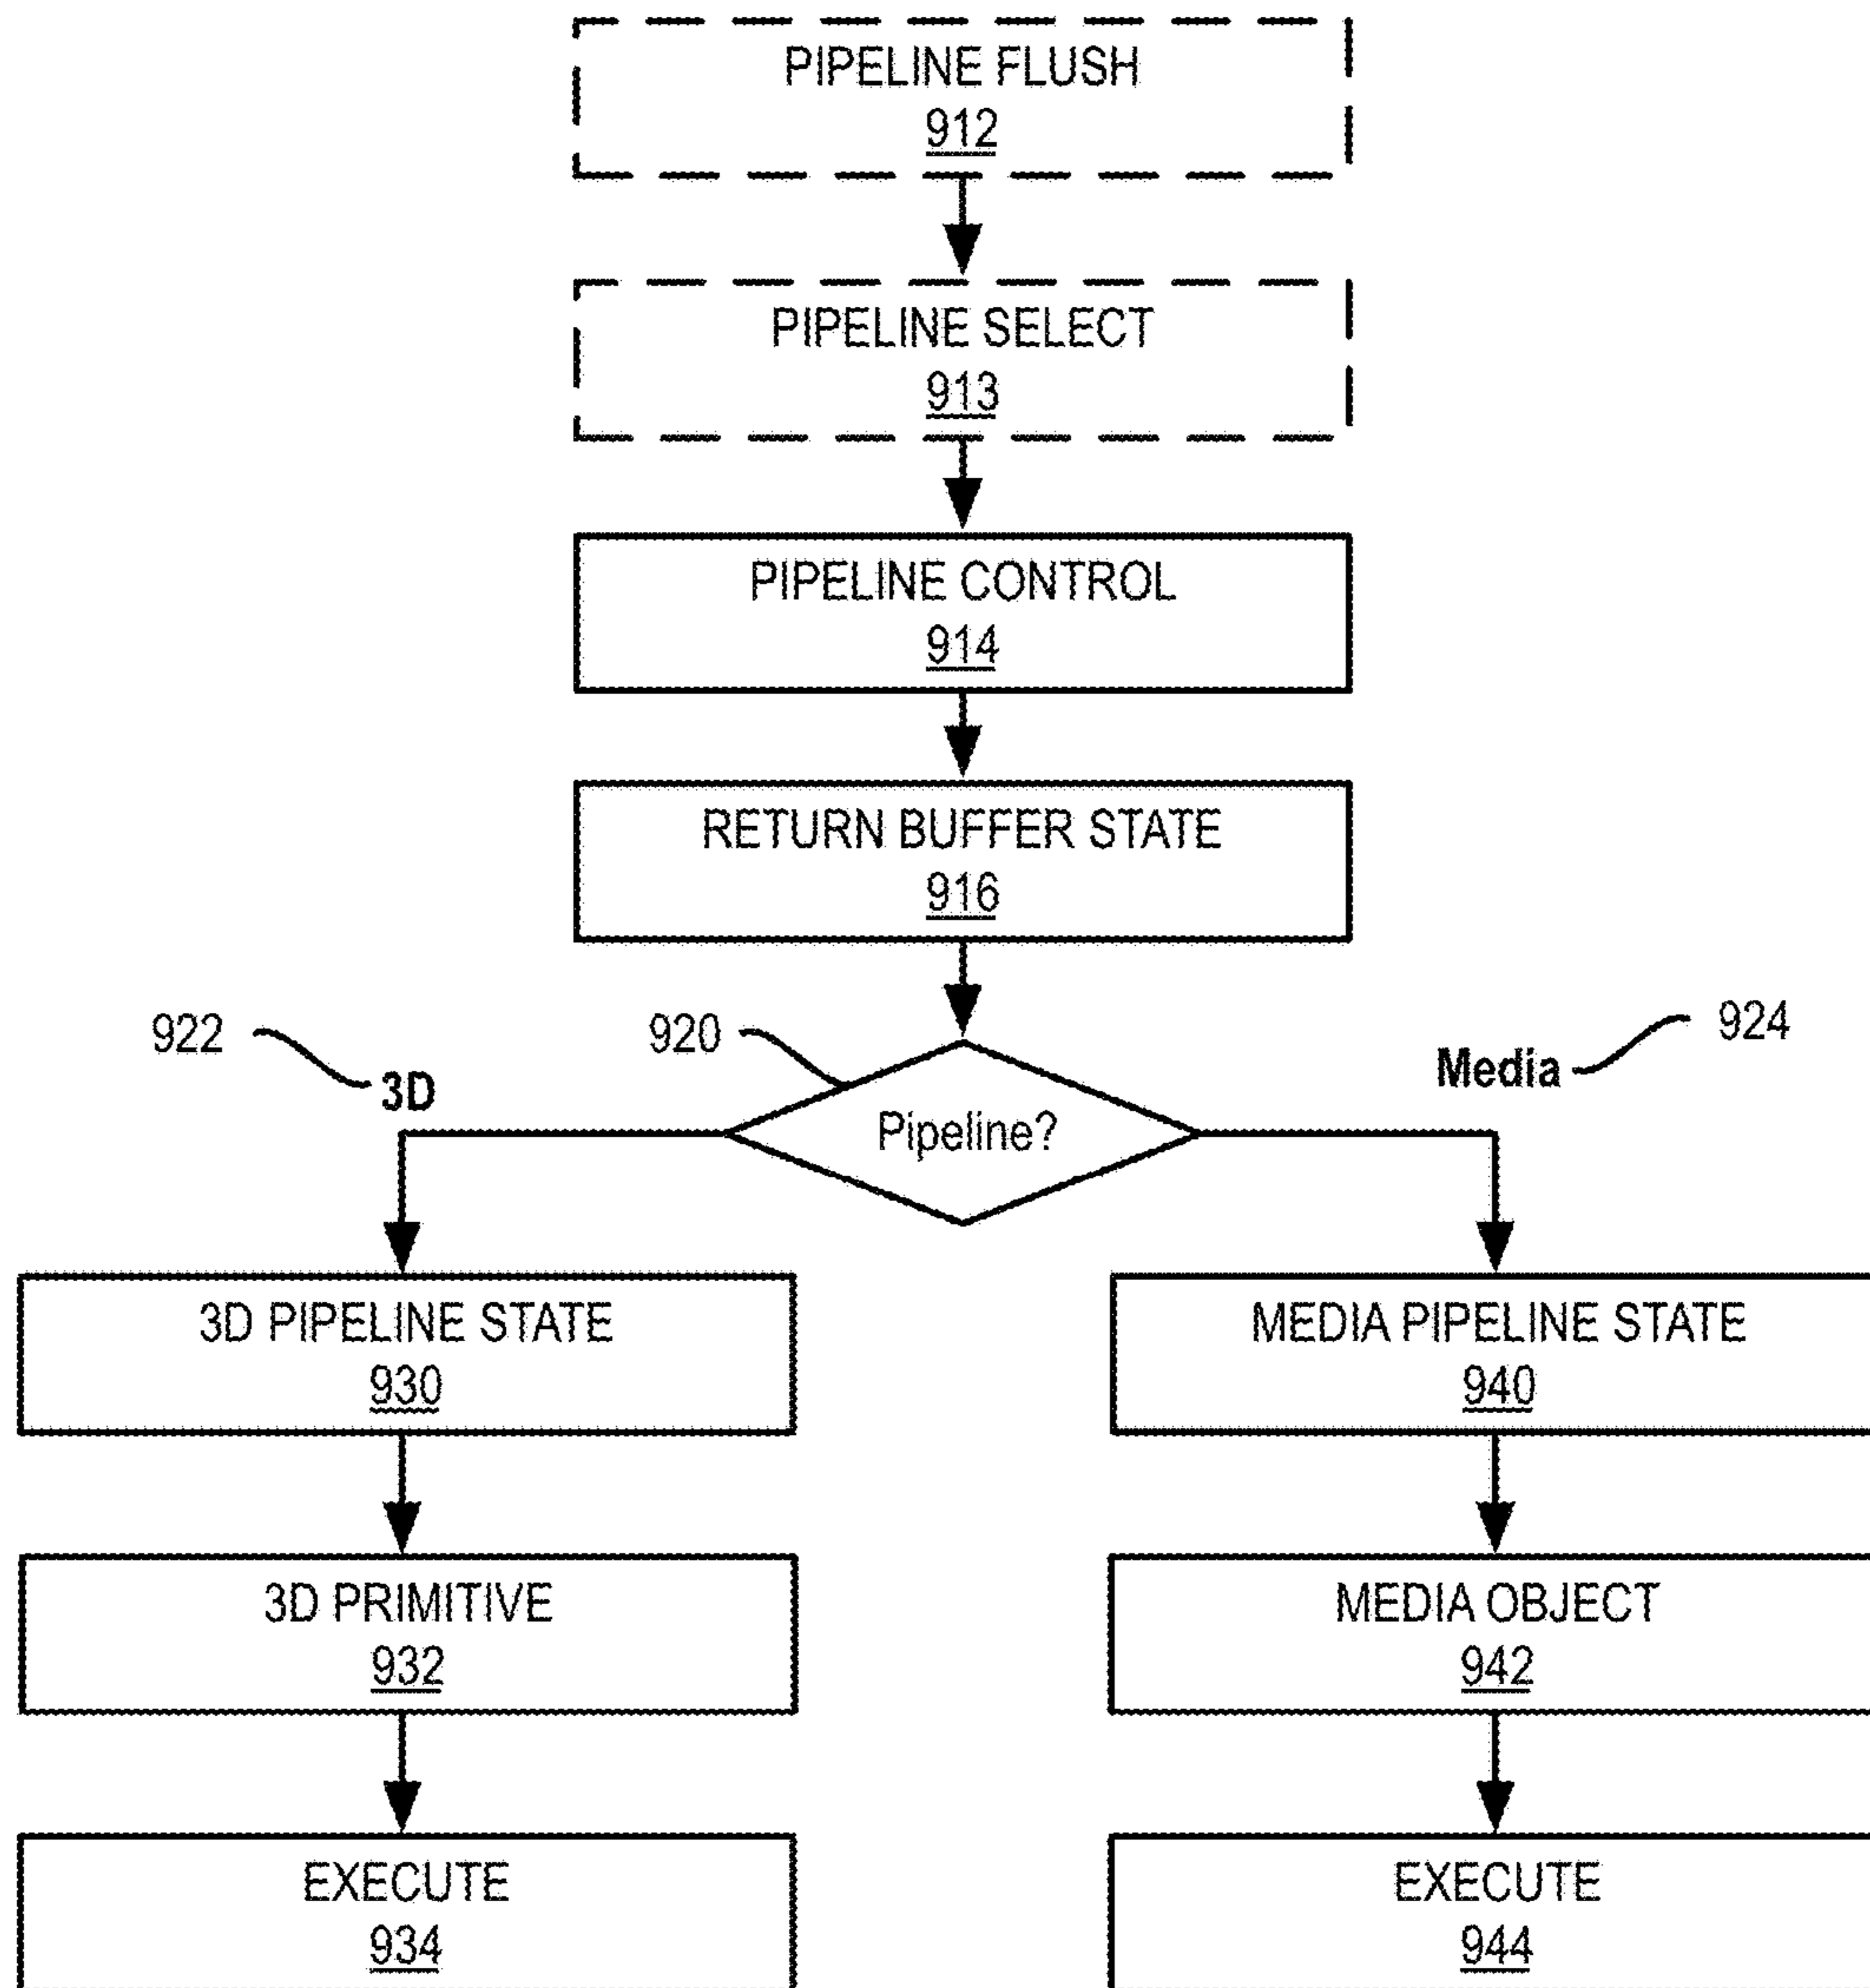 PIPELINE FLUSH
912
PIPELINE SELECT
913
PIPELINE CONTROL
914
RETURN BUFFER STATE
916
922
920
924
3D
Media
Pipeline?
3D PIPELINE STATE
930
MEDIA PIPELINE STATE
940
3D PRIMITIVE
932
MEDIA OBJECT
942
EXECUTE
934
EXECUTE
944